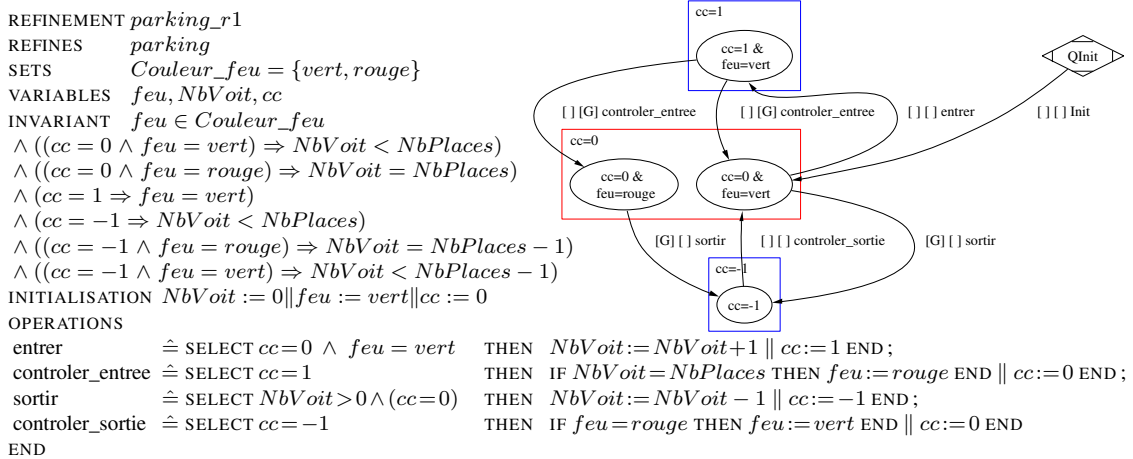 REFINEMENT parking_r1
REFINES parking
SETS Couleur_feu = {vert, rouge}
VARIABLES feu, NbVoit, cc
INVARIANT feu ∈ Couleur_feu
∧ ((cc = 0 ∧ feu = vert) ⇒ NbVoit < NbPlaces)
∧ ((cc = 0 ∧ feu = rouge) ⇒ NbVoit = NbPlaces)
∧ (cc = 1 ⇒ feu = vert)
∧ (cc = −1 ⇒ NbVoit < NbPlaces)
∧ ((cc = −1 ∧ feu = rouge) ⇒ NbVoit = NbPlaces − 1)
∧ ((cc = −1 ∧ feu = vert) ⇒ NbVoit < NbPlaces − 1)
INITIALISATION NbVoit := 0‖feu := vert‖cc := 0
OPERATIONS
entrer ≙ SELECT cc=0 ∧ feu = vert THEN NbVoit:=NbVoit+1 ‖ cc:=1 END;
controler_entree ≙ SELECT cc=1 THEN IF NbVoit=NbPlaces THEN feu:=rouge END ‖ cc:=0 END;
sortir ≙ SELECT NbVoit>0∧(cc=0) THEN NbVoit:=NbVoit − 1 ‖ cc:=−1 END;
controler_sortie ≙ SELECT cc=−1 THEN IF feu=rouge THEN feu:=vert END ‖ cc:=0 END
END
cc=1
cc=1 &
feu=vert
QInit
[ ] [G] controler_entree
[ ] [G] controler_entree
[ ] [ ] entrer
[ ] [ ] Init
cc=0
cc=0 &
feu=rouge
cc=0 &
feu=vert
[G] [ ] sortir
[ ] [ ] controler_sortie
[G] [ ] sortir
cc=-1
cc=-1